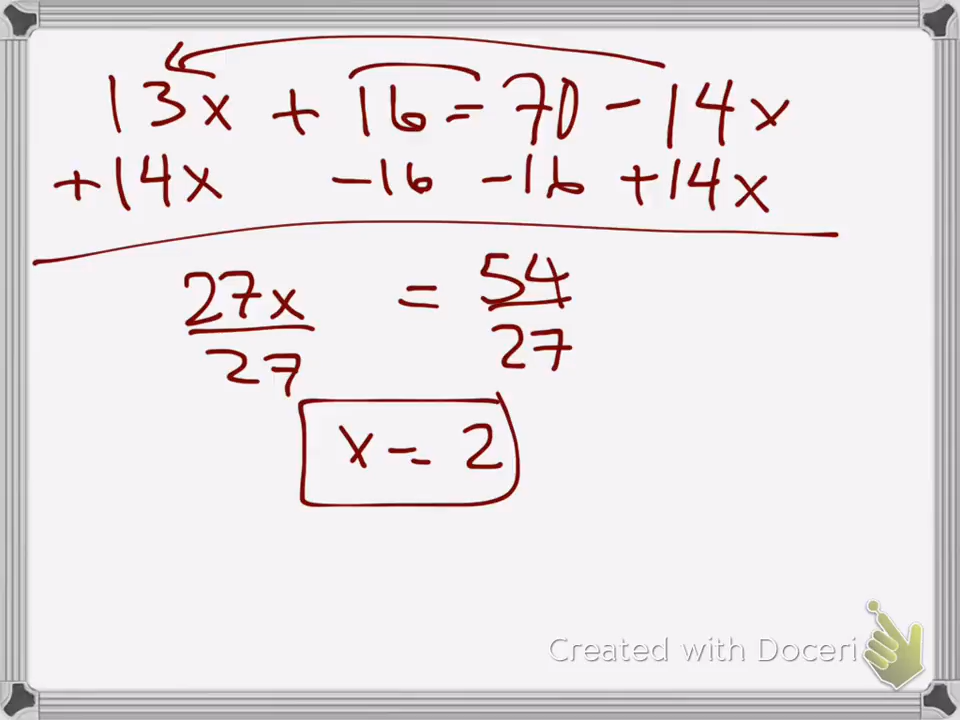 13x + 16 = 70 - 14x
+14x -16 -16 +14x
27x = 54
27 27
x = 2
Created with Doceri